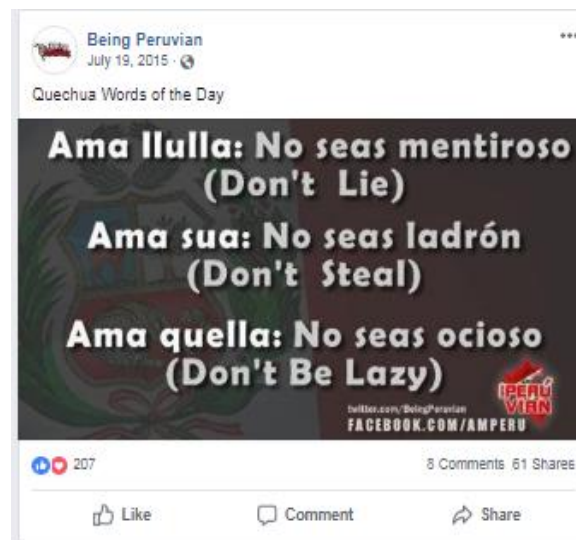 Being Peruvian
July 19, 2015 ·
Quechua Words of the Day
Ama llulla: No seas mentiroso
(Don't Lie)
Ama sua: No seas ladrón
(Don't Steal)
Ama quella: No seas ocioso
(Don't Be Lazy)
twitter.com/BeingPeruvian
FACEBOOK.COM/AMPERU
IPERÚ
VIAN
207
8 Comments 61 Shares
Like
Comment
Share